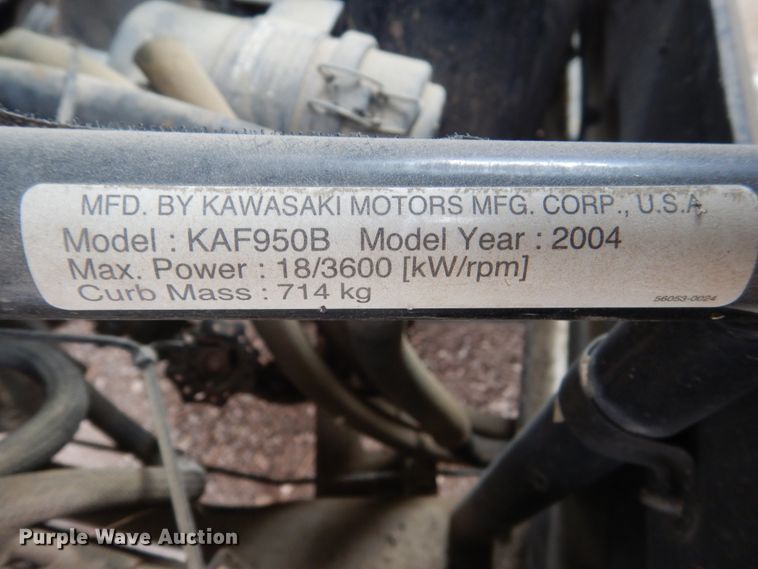 MFD. BY KAWASAKI MOTORS MFG. CORP., U.S.A
Model : KAF950B Model Year : 2004
Max. Power : 18/3600 [kW/rpm]
Curb Mass : 714 kg
56053-0024
Purple Wave Auction